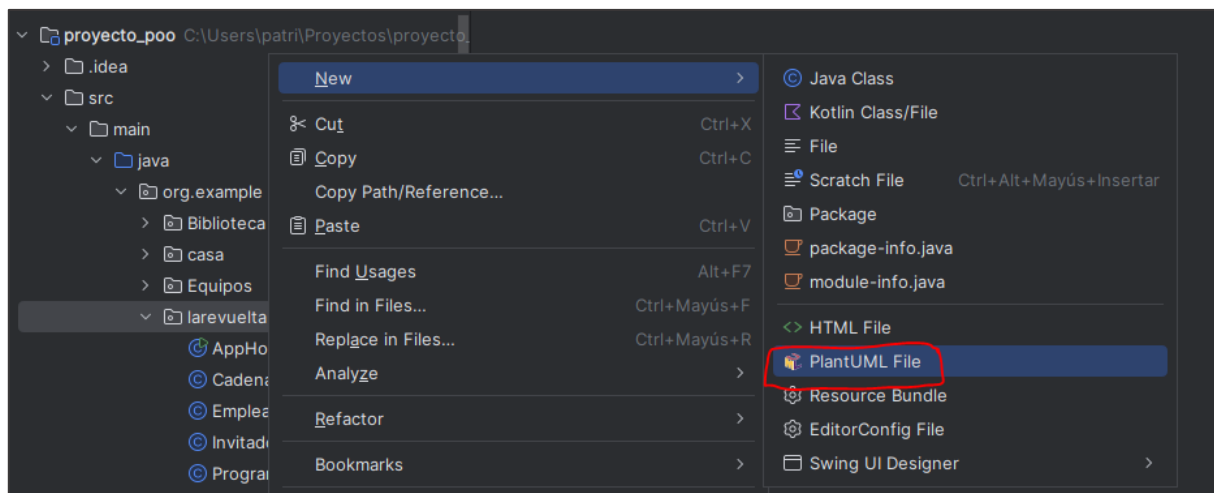 proyecto_poo C:\Users\patri\Proyectos\proyecto_
.idea
src
main
java
org.example
Biblioteca
casa
Equipos
larevuelta
AppHo
Cadena
Emplea
Invitad
Program
New
Cut Ctrl+X
Copy Ctrl+C
Copy Path/Reference...
Paste Ctrl+V
Find Usages Alt+F7
Find in Files... Ctrl+Mayús+F
Replace in Files... Ctrl+Mayús+R
Analyze
Refactor
Bookmarks
Java Class
Kotlin Class/File
File
Scratch File Ctrl+Alt+Mayús+Insertar
Package
package-info.java
module-info.java
HTML File
PlantUML File
Resource Bundle
EditorConfig File
Swing UI Designer